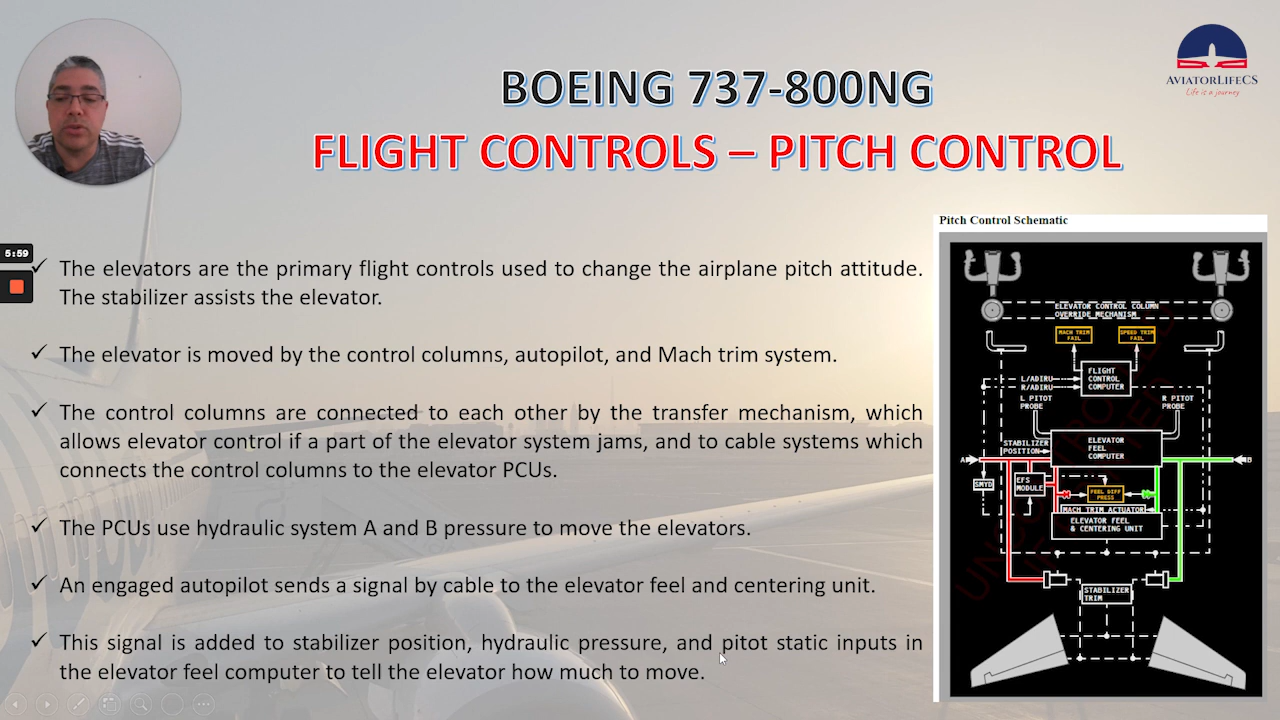 BOEING 737-800NG
AVIATORLIFECS
Life is a journey
FLIGHT CONTROLS – PITCH CONTROL
5:59
✓ The elevators are the primary flight controls used to change the airplane pitch attitude.
The stabilizer assists the elevator.
✓ The elevator is moved by the control columns, autopilot, and Mach trim system.
✓ The control columns are connected to each other by the transfer mechanism, which
allows elevator control if a part of the elevator system jams, and to cable systems which
connects the control columns to the elevator PCUs.
✓ The PCUs use hydraulic system A and B pressure to move the elevators.
✓ An engaged autopilot sends a signal by cable to the elevator feel and centering unit.
✓ This signal is added to stabilizer position, hydraulic pressure, and pitot static inputs in
the elevator feel computer to tell the elevator how much to move.
Pitch Control Schematic
ELEVATOR CONTROL COLUMN
OVERRIDE MECHANISM
MACH TRIM
FAIL
SPEED TRIM
FAIL
FLIGHT
CONTROL
COMPUTER
L/ADIRU
R/ADIRU
L PITOT
PROBE
R PITOT
PROBE
STABILIZER
POSITION
ELEVATOR
FEEL
COMPUTER
A
B
SMYD
EFS
MODULE
FEEL DIFF
PRESS
MACH TRIM ACTUATOR
ELEVATOR FEEL
& CENTERING UNIT
STABILIZER
TRIM